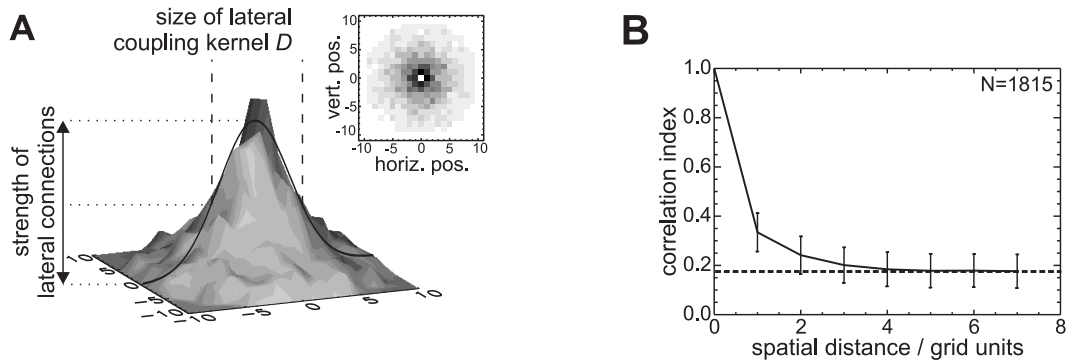 A
size of lateral
coupling kernel D
strength of
lateral connections
10
5
0
−5
−10
−10
−5
0
5
10
vert. pos.
10
5
0
-5
-10
-10 -5 0 5 10
horiz. pos.
B
N=1815
correlation index
1.0
0.8
0.6
0.4
0.2
0.0
0 2 4 6 8
spatial distance / grid units